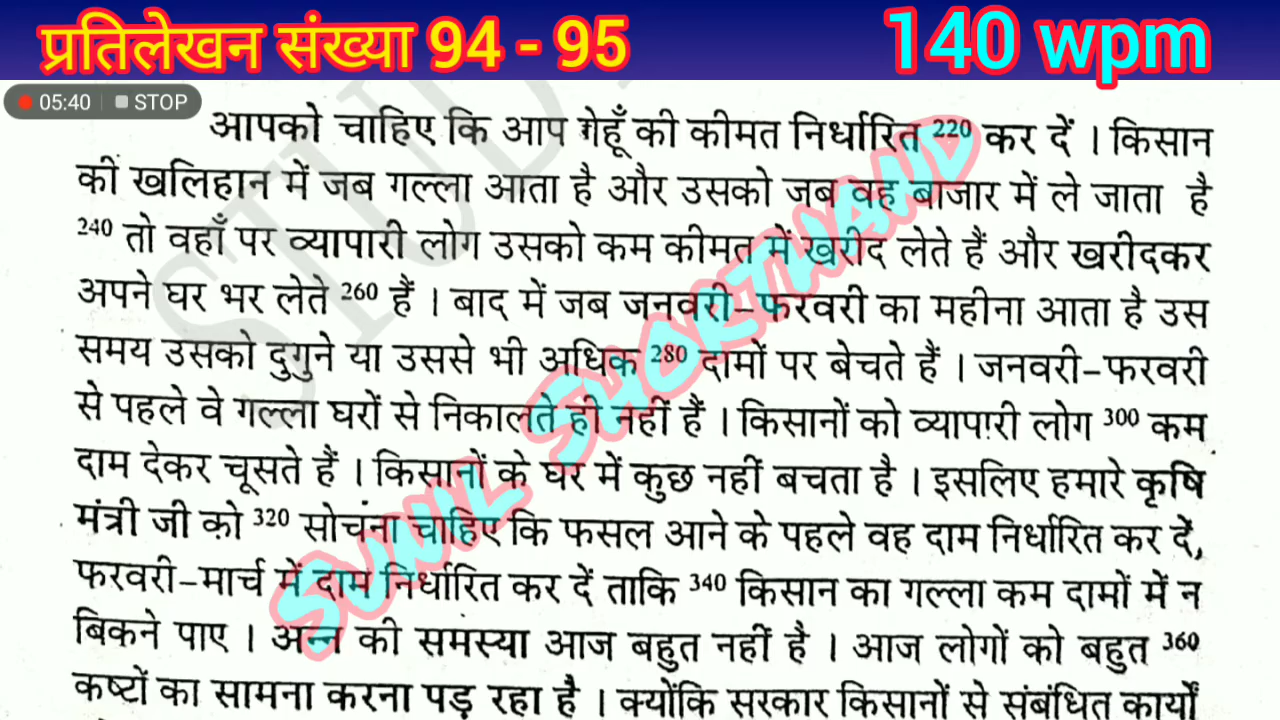 प्रतिलेखन संख्या 94 - 95
140 wpm
05:40 STOP
आपको चाहिए कि आप गेहूँ की कीमत निर्धारित 220 कर दें । किसान
की खलिहान में जब गल्ला आता है और उसको जब वह बाजार में ले जाता है
240 तो वहाँ पर व्यापारी लोग उसको कम कीमत में खरीद लेते हैं और खरीदकर
अपने घर भर लेते 260 हैं । बाद में जब जनवरी-फरवरी का महीना आता है उस
समय उसको दुगुने या उससे भी अधिक 280 दामों पर बेचते हैं । जनवरी-फरवरी
से पहले वे गल्ला घरों से निकालते ही नहीं हैं । किसानों को व्यापारी लोग 300 कम
दाम देकर चूसते हैं । किसानों के घर में कुछ नहीं बचता है । इसलिए हमारे कृषि
मंत्री जी को 320 सोचना चाहिए कि फसल आने के पहले वह दाम निर्धारित कर दें,
फरवरी-मार्च में दाम निर्धारित कर दें ताकि 340 किसान का गल्ला कम दामों में न
बिकने पाए । अन्न की समस्या आज बहुत नहीं है । आज लोगों को बहुत 360
कष्टों का सामना करना पड़ रहा है । क्योंकि सरकार किसानों से संबंधित कार्यों
SUNIL SHORTHAND